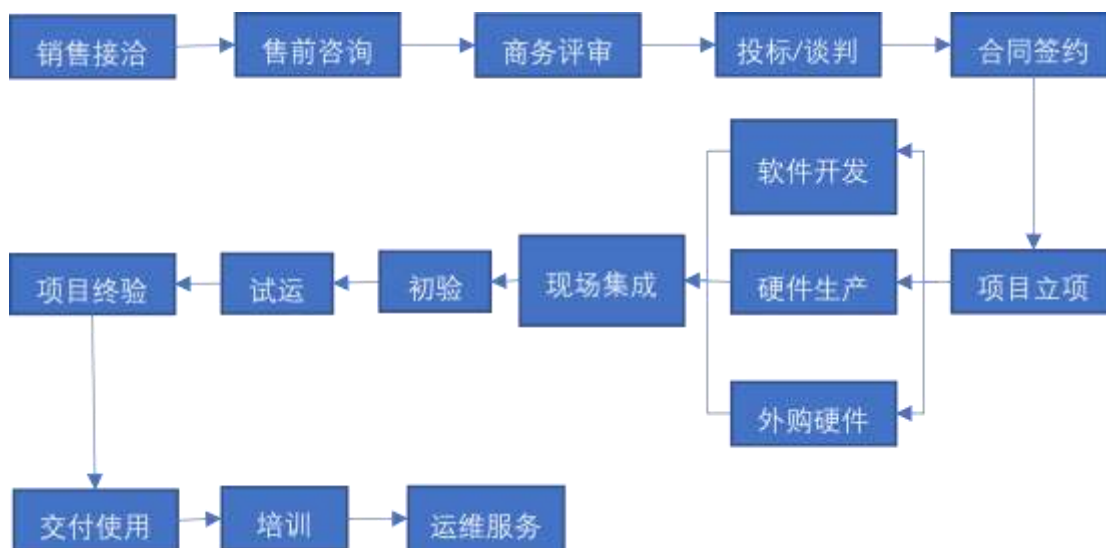 销售接洽
售前咨询
商务评审
投标/谈判
合同签约
软件开发
项目终验
试运
初验
现场集成
硬件生产
项目立项
外购硬件
交付使用
培训
运维服务